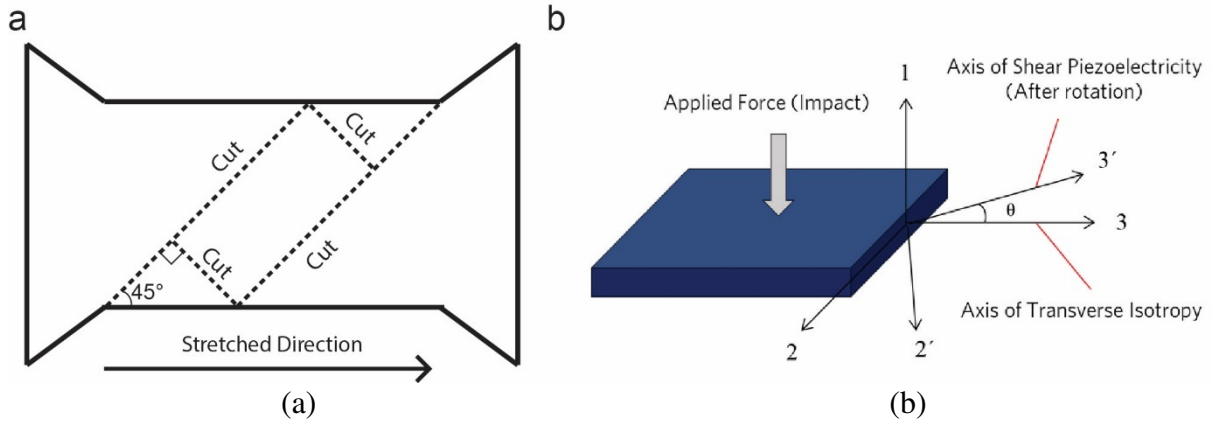 a
Cut
Cut
Cut
Cut
45°
Stretched Direction
(a)
b
1
Axis of Shear Piezoelectricity
(After rotation)
Applied Force (Impact)
3′
θ
3
Axis of Transverse Isotropy
2
2′
(b)